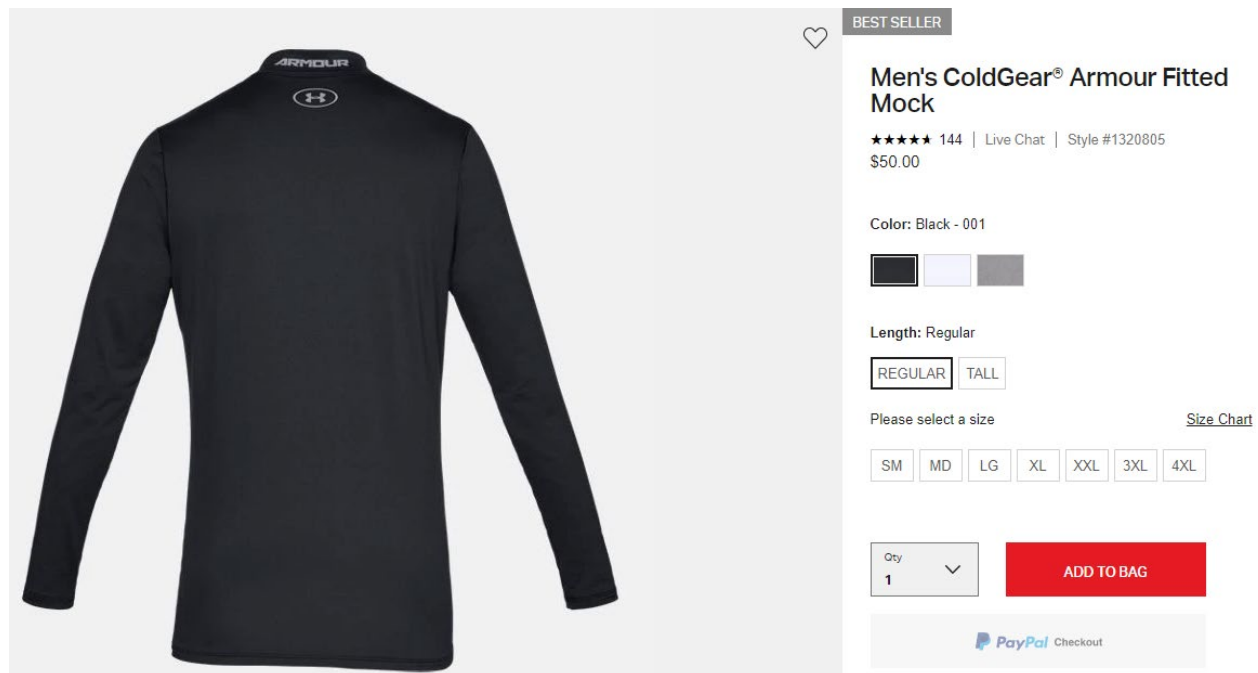 ARMOUR
BEST SELLER
Men's ColdGear® Armour Fitted
Mock
144 | Live Chat | Style #1320805
$50.00
Color: Black - 001
Length: Regular
REGULAR TALL
Please select a size Size Chart
SM MD LG XL XXL 3XL 4XL
Qty
1
ADD TO BAG
PayPal Checkout